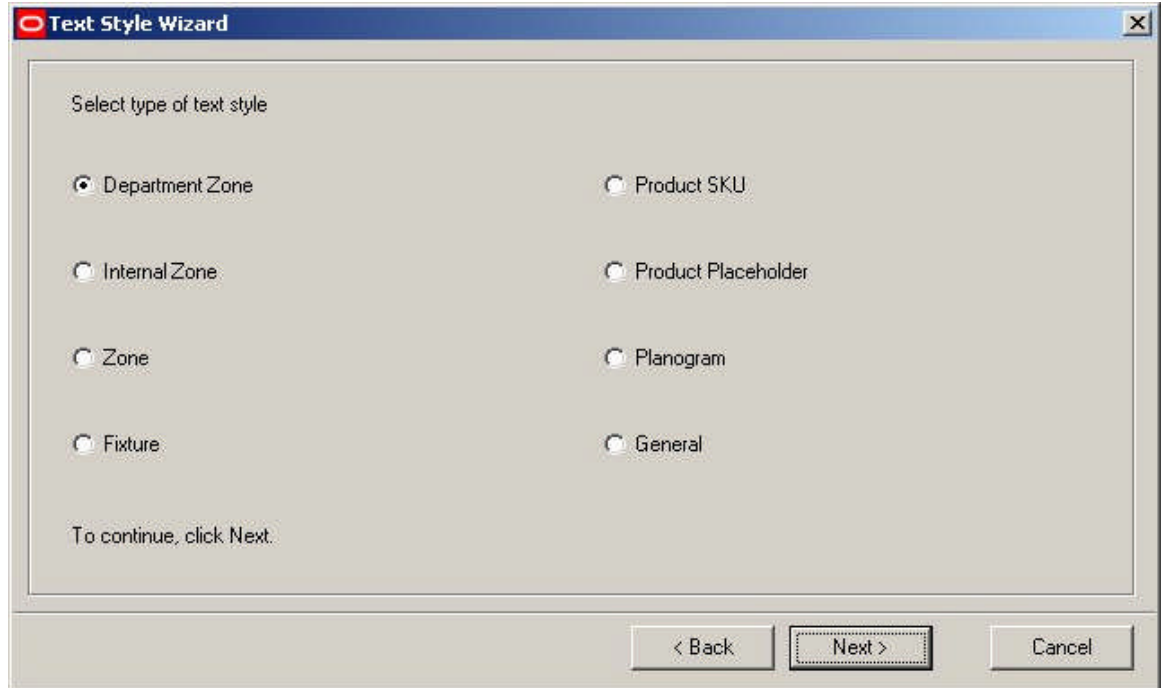 Text Style Wizard
Select type of text style
Department Zone
Product SKU
Internal Zone
Product Placeholder
Zone
Planogram
Fixture
General
To continue, click Next.
< Back
Next >
Cancel